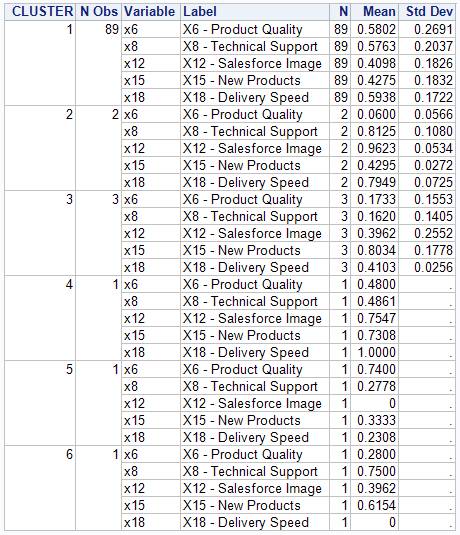 CLUSTER N Obs Variable Label N Mean Std Dev
1 89 x6 X6 - Product Quality 89 0.5802 0.2691
x8 X8 - Technical Support 89 0.5763 0.2037
x12 X12 - Salesforce Image 89 0.4098 0.1826
x15 X15 - New Products 89 0.4275 0.1832
x18 X18 - Delivery Speed 89 0.5938 0.1722
2 2 x6 X6 - Product Quality 2 0.0600 0.0566
x8 X8 - Technical Support 2 0.8125 0.1080
x12 X12 - Salesforce Image 2 0.9623 0.0534
x15 X15 - New Products 2 0.4295 0.0272
x18 X18 - Delivery Speed 2 0.7949 0.0725
3 3 x6 X6 - Product Quality 3 0.1733 0.1553
x8 X8 - Technical Support 3 0.1620 0.1405
x12 X12 - Salesforce Image 3 0.3962 0.2552
x15 X15 - New Products 3 0.8034 0.1778
x18 X18 - Delivery Speed 3 0.4103 0.0256
4 1 x6 X6 - Product Quality 1 0.4800 .
x8 X8 - Technical Support 1 0.4861 .
x12 X12 - Salesforce Image 1 0.7547 .
x15 X15 - New Products 1 0.7308 .
x18 X18 - Delivery Speed 1 1.0000 .
5 1 x6 X6 - Product Quality 1 0.7400 .
x8 X8 - Technical Support 1 0.2778 .
x12 X12 - Salesforce Image 1 0 .
x15 X15 - New Products 1 0.3333 .
x18 X18 - Delivery Speed 1 0.2308 .
6 1 x6 X6 - Product Quality 1 0.2800 .
x8 X8 - Technical Support 1 0.7500 .
x12 X12 - Salesforce Image 1 0.3962 .
x15 X15 - New Products 1 0.6154 .
x18 X18 - Delivery Speed 1 0 .